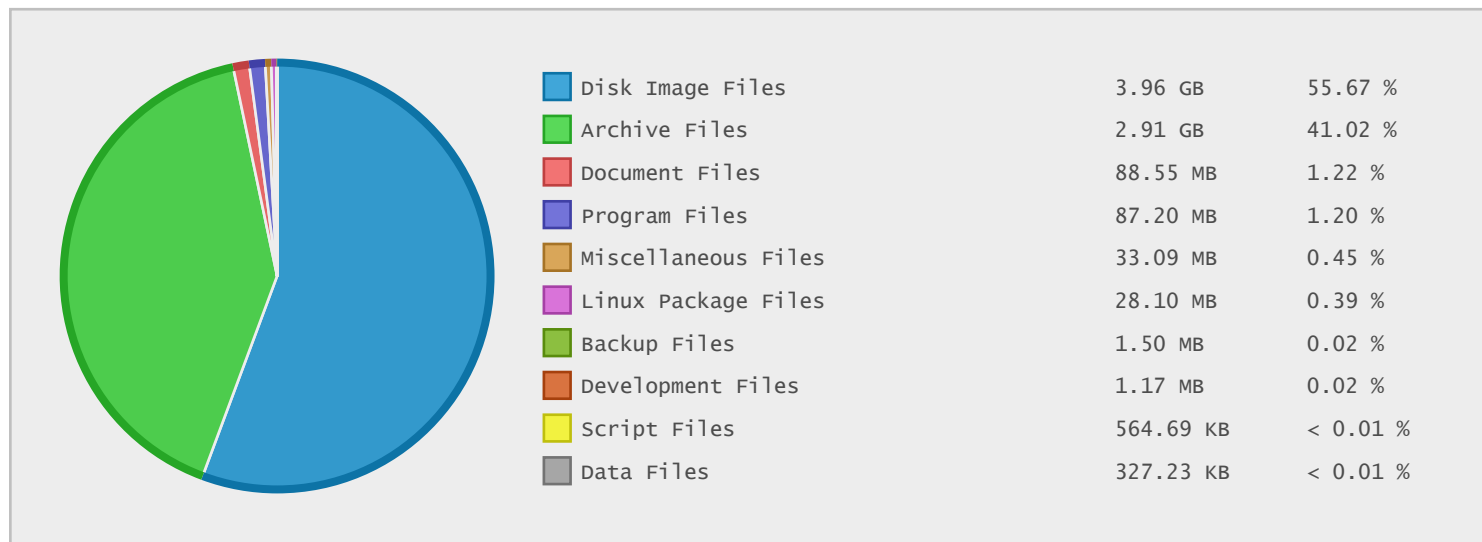 Disk Image Files 3.96 GB 55.67 %
Archive Files 2.91 GB 41.02 %
Document Files 88.55 MB 1.22 %
Program Files 87.20 MB 1.20 %
Miscellaneous Files 33.09 MB 0.45 %
Linux Package Files 28.10 MB 0.39 %
Backup Files 1.50 MB 0.02 %
Development Files 1.17 MB 0.02 %
Script Files 564.69 KB < 0.01 %
Data Files 327.23 KB < 0.01 %